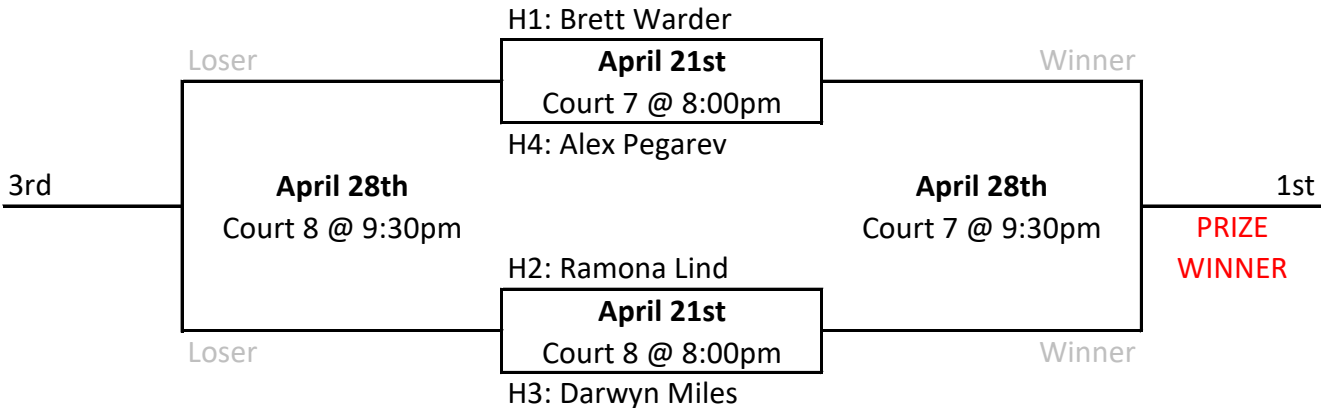 H1: Brett Warder
Loser
April 21st
Winner
Court 7 @ 8:00pm
H4: Alex Pegarev
3rd
April 28th
April 28th
1st
Court 8 @ 9:30pm
Court 7 @ 9:30pm
PRIZE
WINNER
H2: Ramona Lind
April 21st
Loser
Court 8 @ 8:00pm
Winner
H3: Darwyn Miles